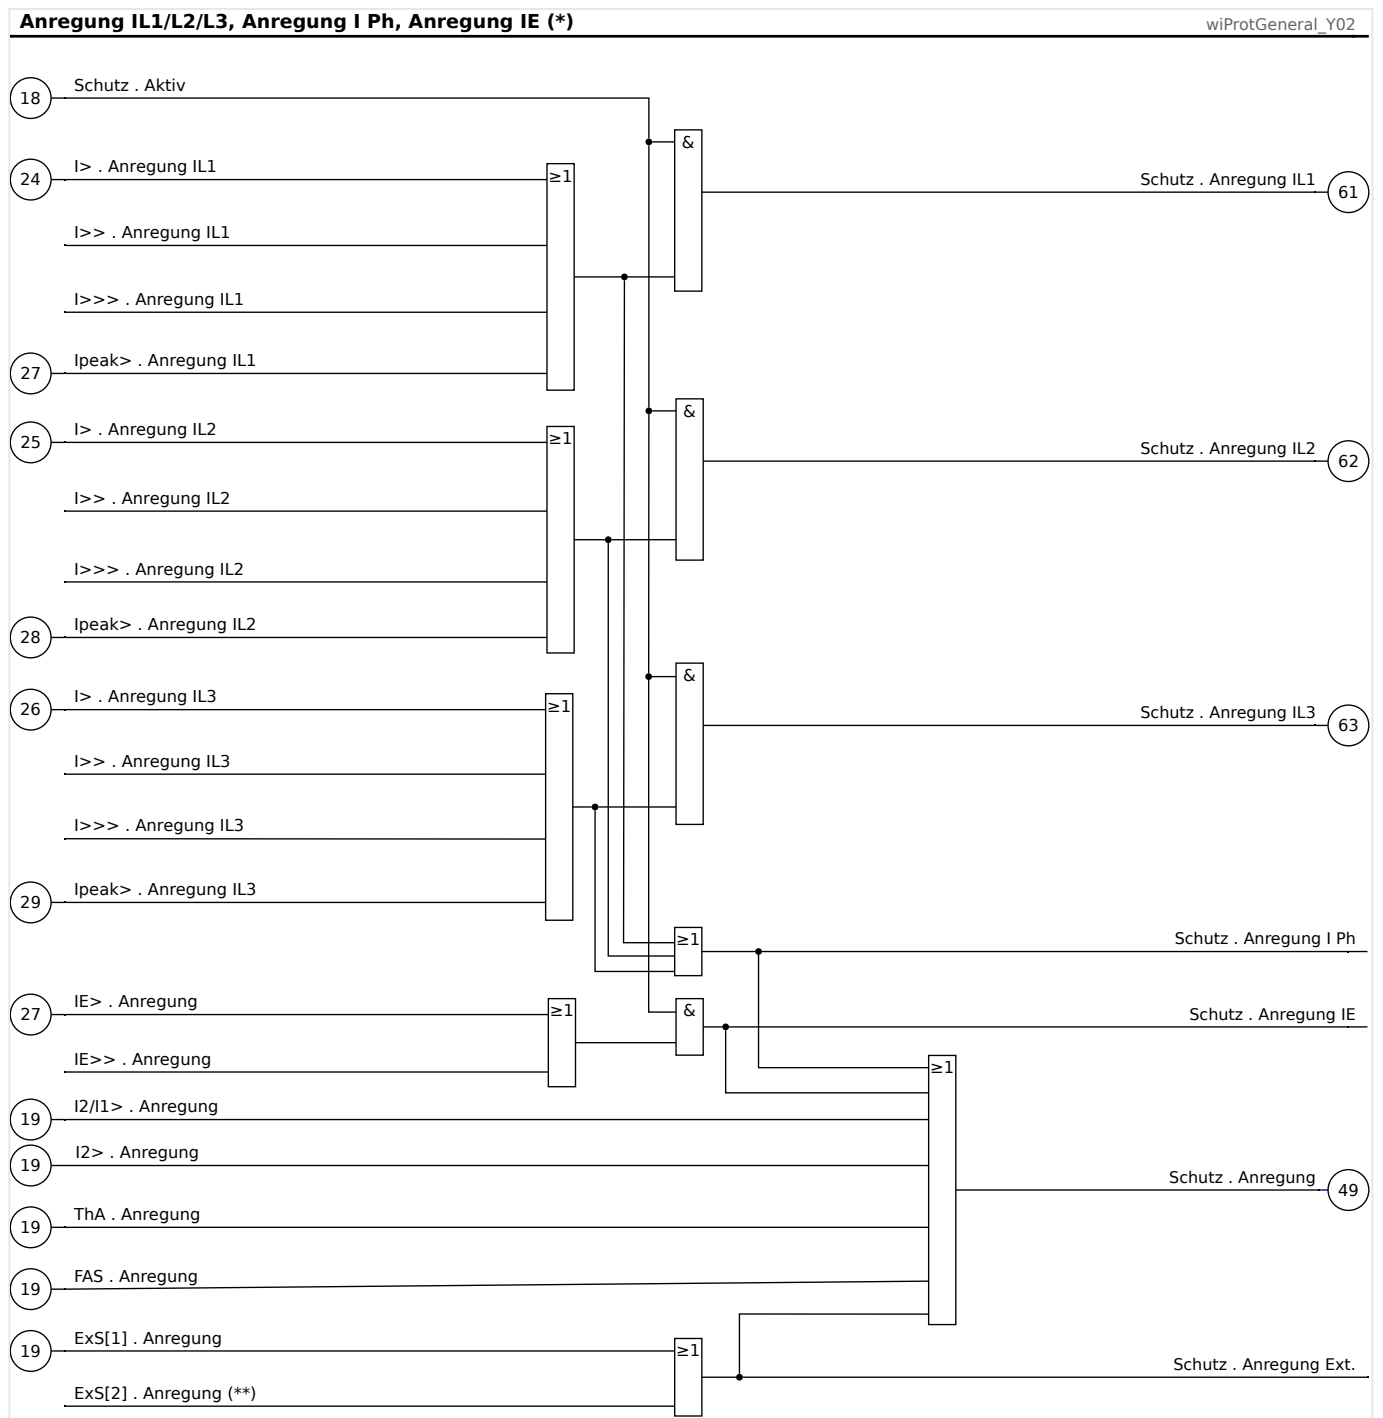 Anregung IL1/L2/L3, Anregung I Ph, Anregung IE (*)
wiProtGeneral_Y02
18
Schutz . Aktiv
&
24
I> . Anregung IL1
≥1
Schutz . Anregung IL1
61
I>> . Anregung IL1
I>>> . Anregung IL1
27
Ipeak> . Anregung IL1
&
25
I> . Anregung IL2
≥1
Schutz . Anregung IL2
62
I>> . Anregung IL2
I>>> . Anregung IL2
28
Ipeak> . Anregung IL2
&
26
I> . Anregung IL3
≥1
Schutz . Anregung IL3
63
I>> . Anregung IL3
I>>> . Anregung IL3
29
Ipeak> . Anregung IL3
≥1
Schutz . Anregung I Ph
27
IE> . Anregung
≥1
&
Schutz . Anregung IE
IE>> . Anregung
≥1
19
I2/I1> . Anregung
19
I2> . Anregung
Schutz . Anregung
49
19
ThA . Anregung
19
FAS . Anregung
19
ExS[1] . Anregung
≥1
Schutz . Anregung Ext.
ExS[2] . Anregung (**)